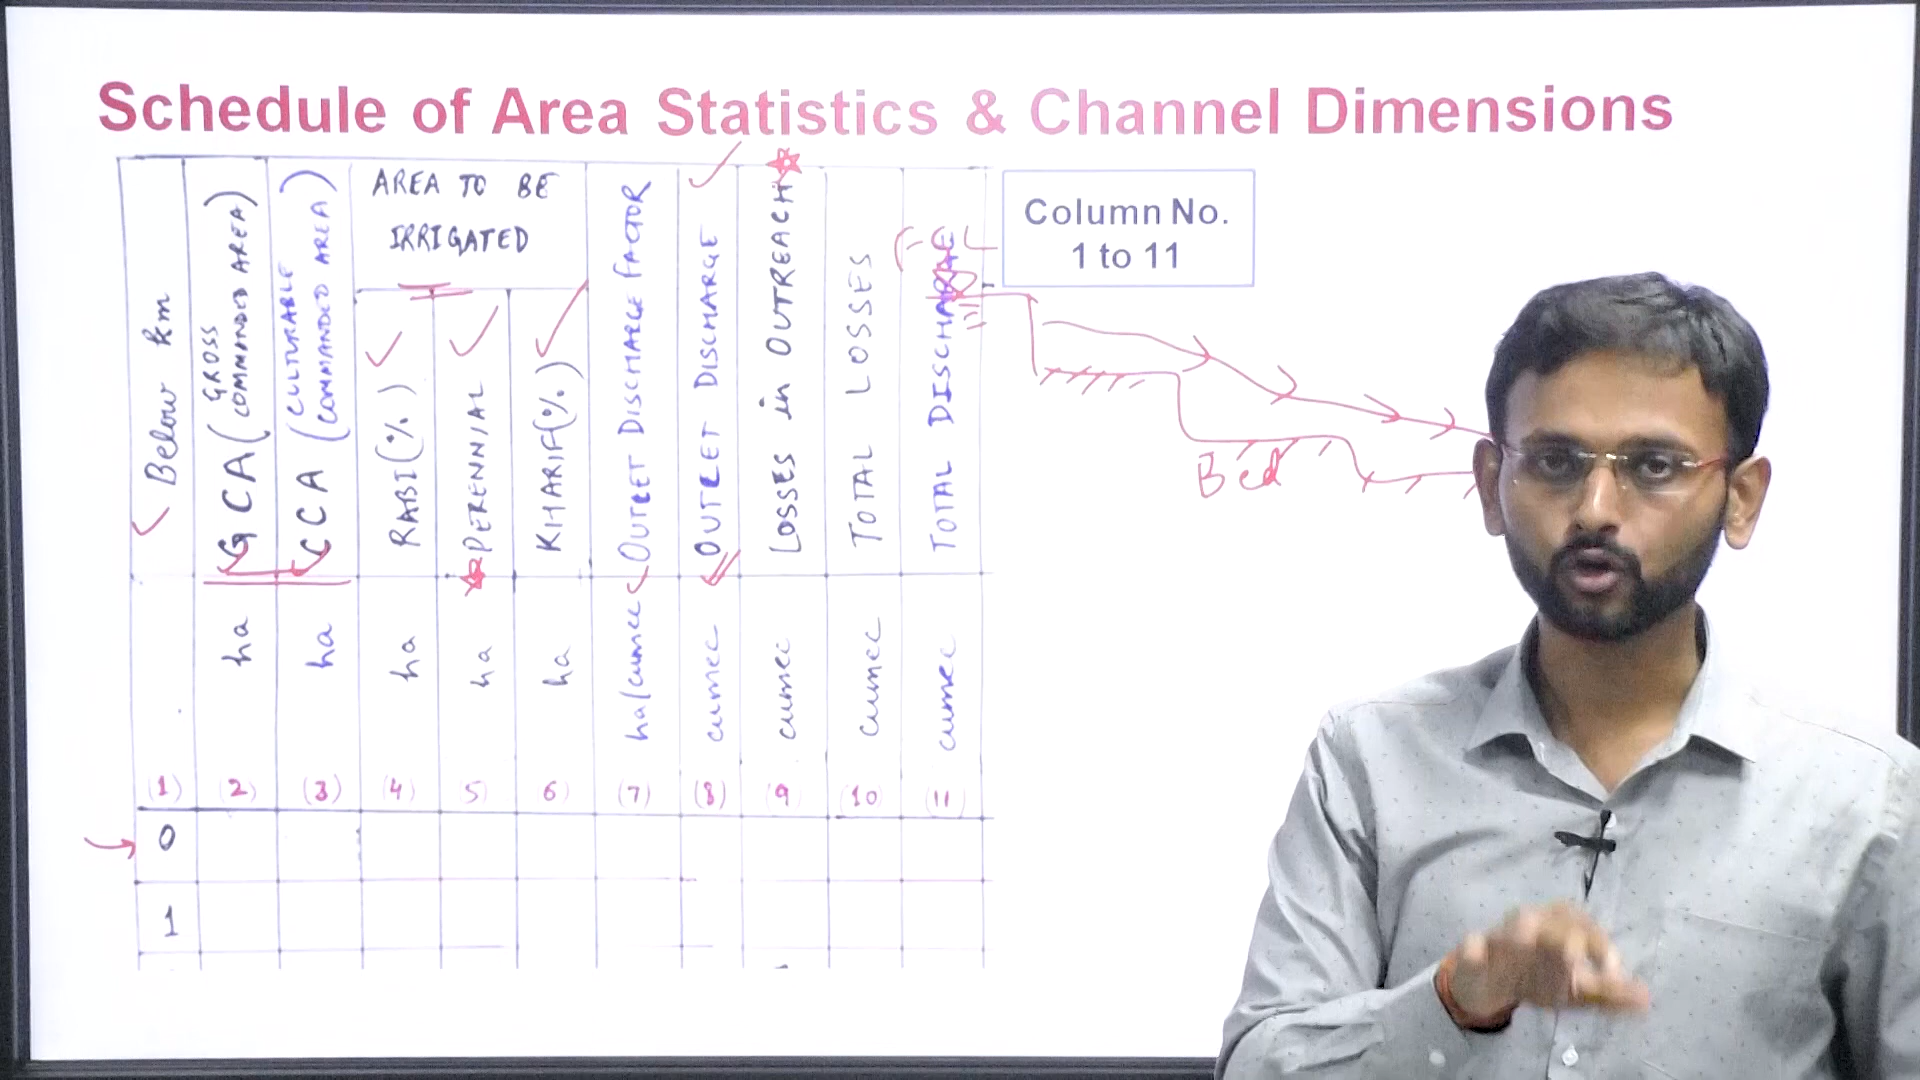 Schedule of Area Statistics & Channel Dimensions
Below km
GCA (GROSS COMMANDED AREA)
CCA (CULTURABLE COMMANDED AREA)
AREA TO BE
IRRIGATED
RABI (%)
PERENNIAL
KHARIF (%)
OUTLET DISCHARGE FACTOR
OUTLET DISCHARGE
LOSSES in OUTREACH
TOTAL LOSSES
TOTAL DISCHARGE
Column No.
1 to 11
Bed
ha
ha
ha
ha
ha
ha/cumec
cumec
cumec
cumec
cumec
(1) (2) (3) (4) 5 6 (7) (8) 9 (10) (11)
0
1